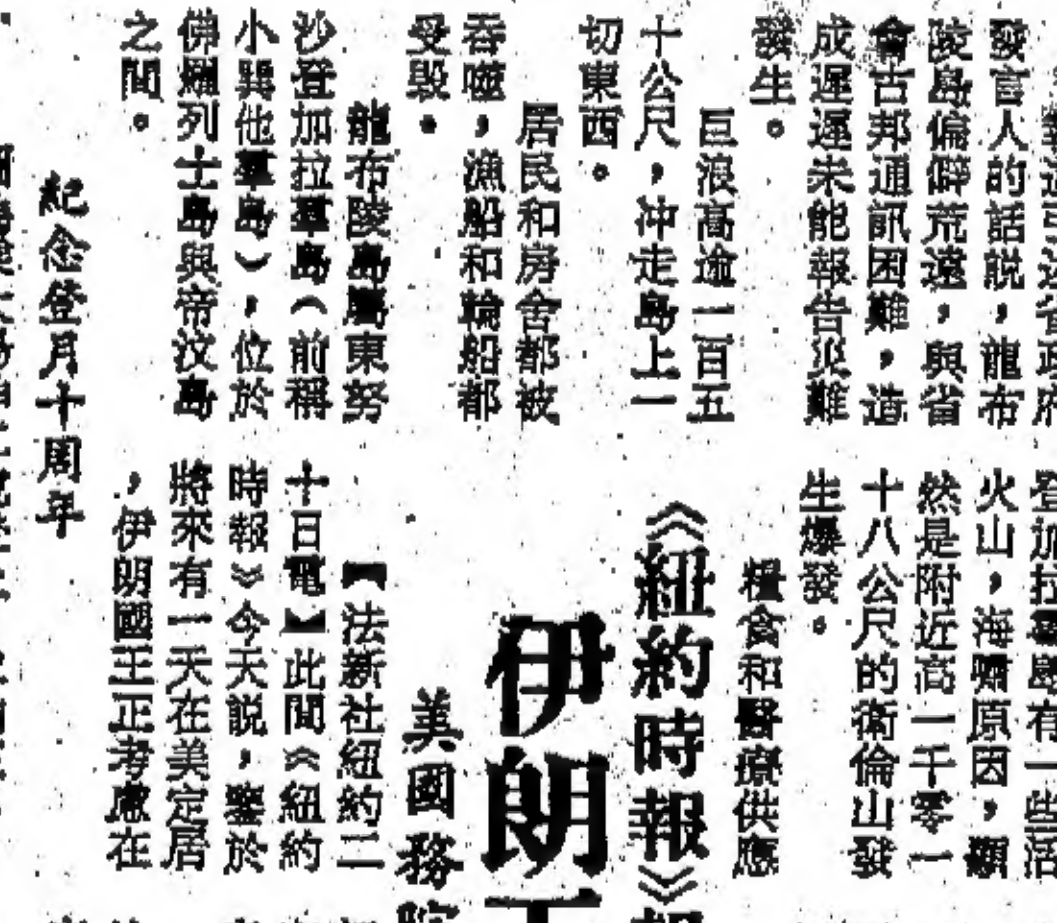 發言人的話說，龍布
陵島偏僻荒遠，與省
會古邦通訊困難，造
成遲遲未能報告災難
發生。
巨浪高逾一百五
十公尺，沖走島上一
切東西。
居民和房舍都被
吞噬，漁船和輪船都
受毀。
龍布陵島屬東努
沙登加拉羣島（前稱
小巽他羣島），位於
佛爛列士島與帝汶島
之間。
登加拉羣島有一些活
火山，海嘯原因，顯
然是附近高一千零一
十八公尺的衛倫山發
生爆發。
糧食和醫療供應
《紐約時報》
伊朗
美國務院
【法新社紐約二
十日電】此間《紐約
時報》今天說，鑒於
將來有一天在美定居
，伊朗國王正考慮在
紀念登月十周年